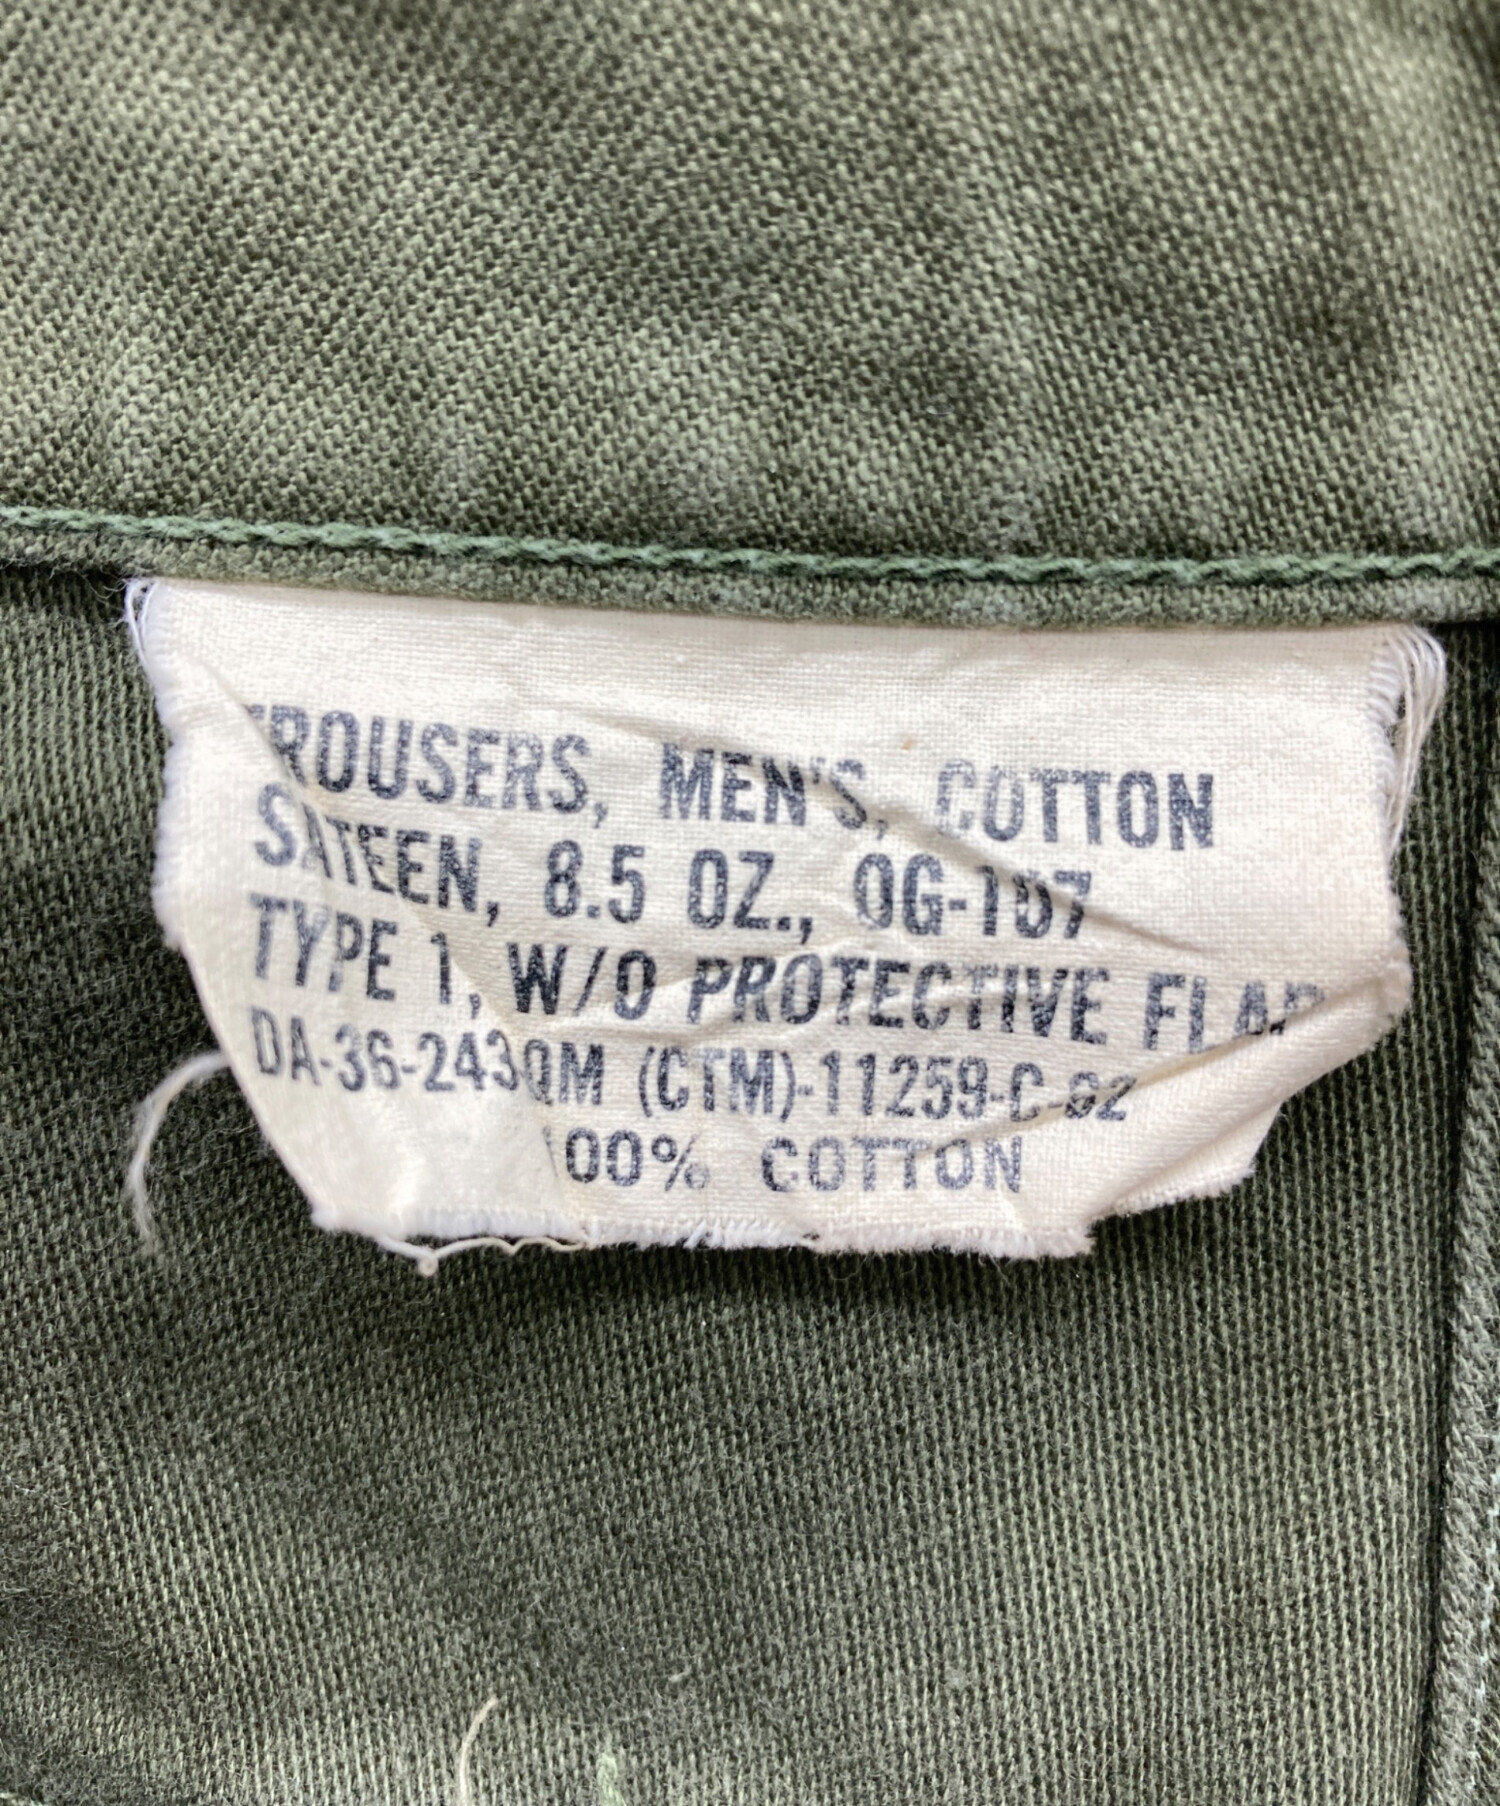 TROUSERS, MEN'S, COTTON
SATEEN, 8.5 OZ., OG-107
TYPE 1, W/O PROTECTIVE FLAP
DA-36-243QM (CTM)-11259-C-62
100% COTTON